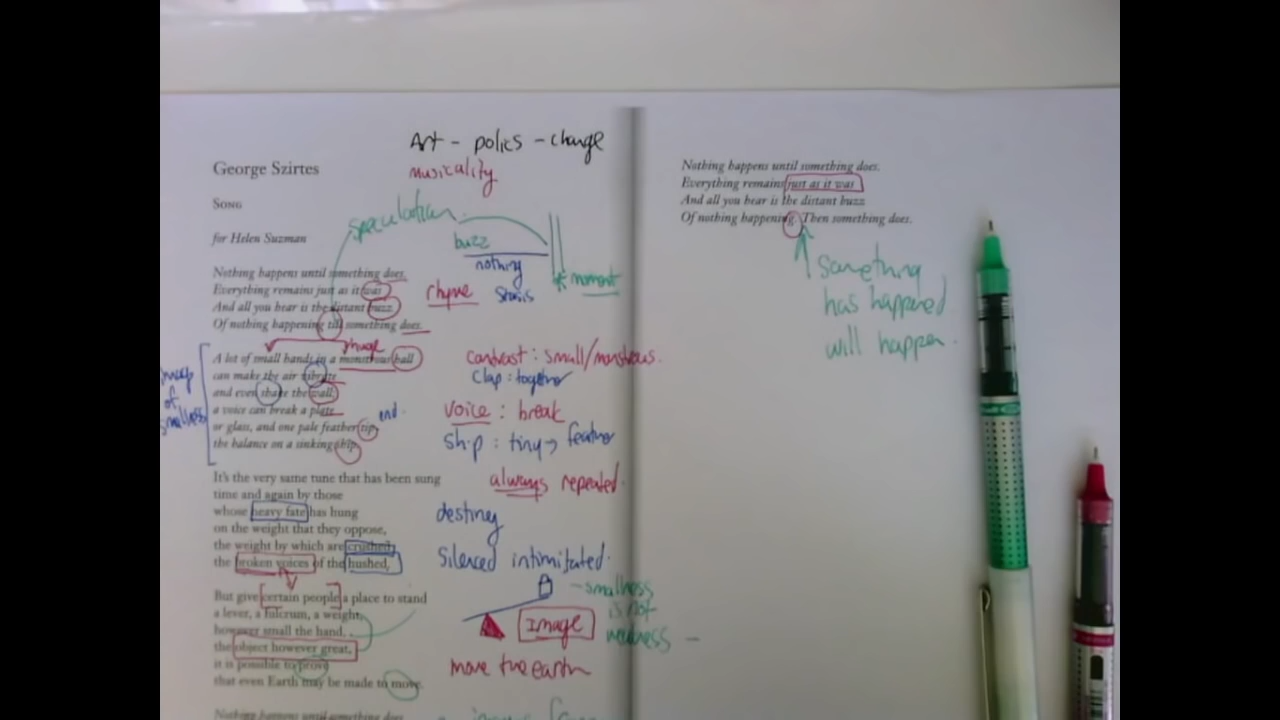 Art - polics - change
George Szirtes
musicality
SONG
speculation
for Helen Suzman
buzz
nothing
moment
stasis
rhyme
Nothing happens until something does.
Everything remains just as it was
And all you hear is the distant buzz
Of nothing happening till something does.
huge
A lot of small hands in a monstrous hall
can make the air vibrate
and even shake the wall;
a voice can break a plate
or glass, and one pale feather tip
the balance on a sinking ship.
of
smallness
and
contrast: small/monstrous.
clap: together
voice: break
ship: tiny → feather
It's the very same tune that has been sung
time and again by those
whose heavy fate has hung
on the weight that they oppose,
the weight by which are crushed
the broken voices of the hushed,
always repeated.
destiny
Silenced intimitated.
But give certain people a place to stand
a lever, a fulcrum, a weight,
however small the hand,
the object however great,
it is possible to prove
that even Earth may be made to move.
- smallness
is not
weakness -
Image
move the earth
Nothing happens until something does.
Nothing happens until something does.
Everything remains just as it was
And all you hear is the distant buzz
Of nothing happening. Then something does.
something
has happened
will happen.